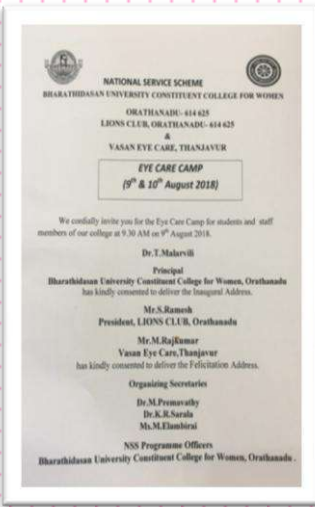 NATIONAL SERVICE SCHEME
BHARATHIDASAN UNIVERSITY CONSTITUENT COLLEGE FOR WOMEN
ORATHANADU- 614 625
LIONS CLUB, ORATHANADU- 614 625
&
VASAN EYE CARE, THANJAVUR
EYE CARE CAMP
(9th & 10th August 2018)
We cordially invite you for the Eye Care Camp for students and staff
members of our college at 9.30 AM on 9th August 2018.
Dr.T.Malarvili
Principal
Bharathidasan University Constituent College for Women, Orathanadu
has kindly consented to deliver the Inaugural Address.
Mr.S.Ramesh
President, LIONS CLUB, Orathanadu
Mr.M.RajKumar
Vasan Eye Care,Thanjavur
has kindly consented to deliver the Felicitation Address.
Organizing Secretaries
Dr.M.Premavathy
Dr.K.R.Sarala
Ms.M.Elambirai
NSS Programme Officers
Bharathidasan University Constituent College for Women, Orathanadu .